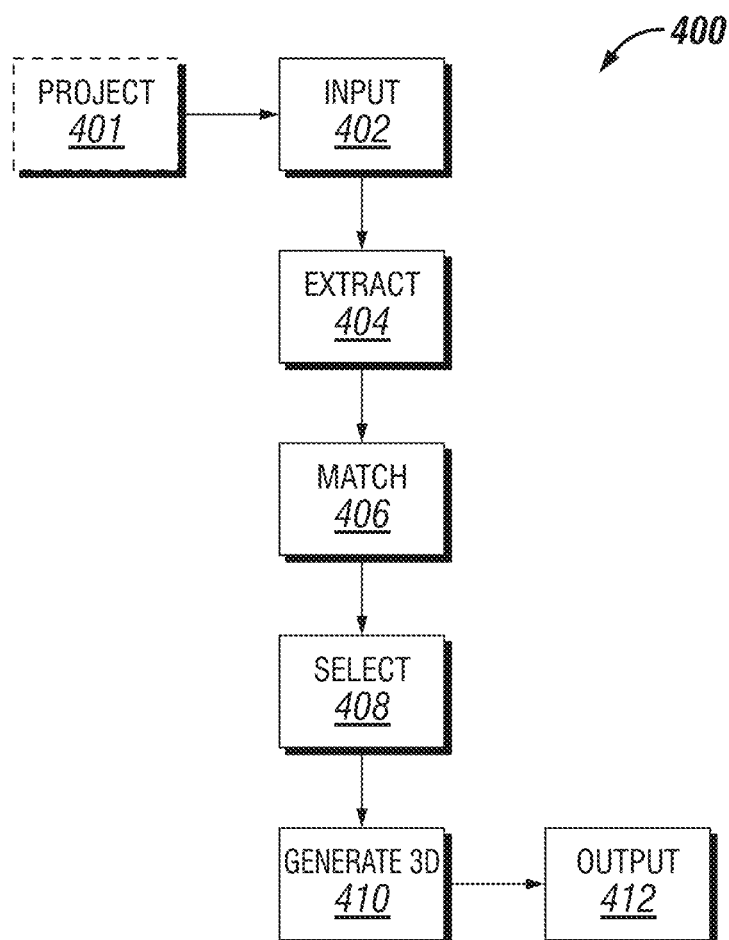 400
PROJECT
401
INPUT
402
EXTRACT
404
MATCH
406
SELECT
408
GENERATE 3D
410
OUTPUT
412